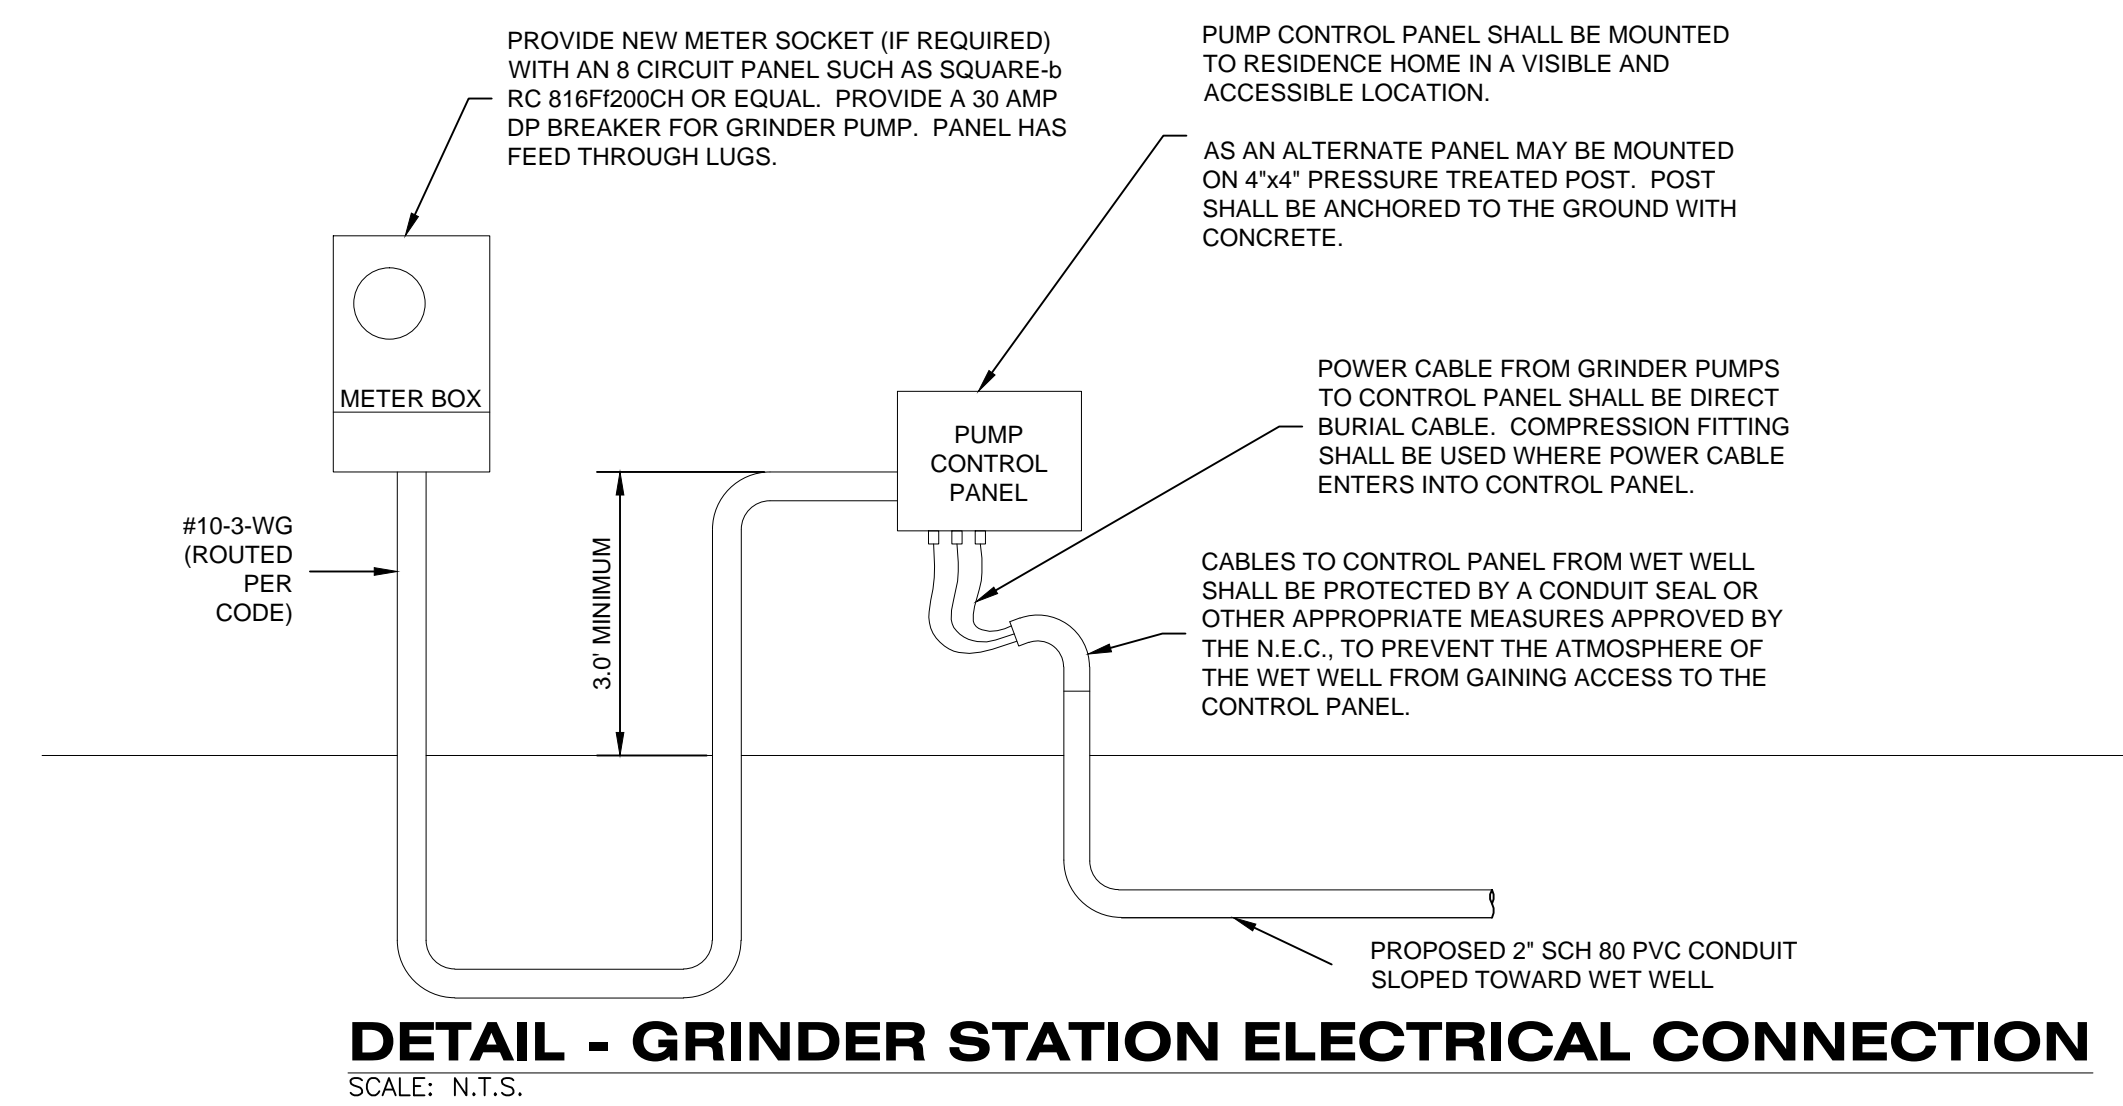 PROVIDE NEW METER SOCKET (IF REQUIRED)
WITH AN 8 CIRCUIT PANEL SUCH AS SQUARE-b
RC 816Ff200CH OR EQUAL.  PROVIDE A 30 AMP
DP BREAKER FOR GRINDER PUMP.  PANEL HAS
FEED THROUGH LUGS.
PUMP CONTROL PANEL SHALL BE MOUNTED
TO RESIDENCE HOME IN A VISIBLE AND
ACCESSIBLE LOCATION.
AS AN ALTERNATE PANEL MAY BE MOUNTED
ON 4"x4" PRESSURE TREATED POST.  POST
SHALL BE ANCHORED TO THE GROUND WITH
CONCRETE.
METER BOX
PUMP
CONTROL
PANEL
POWER CABLE FROM GRINDER PUMPS
TO CONTROL PANEL SHALL BE DIRECT
BURIAL CABLE.  COMPRESSION FITTING
SHALL BE USED WHERE POWER CABLE
ENTERS INTO CONTROL PANEL.
#10-3-WG
(ROUTED
PER
CODE)
3.0' MINIMUM
CABLES TO CONTROL PANEL FROM WET WELL
SHALL BE PROTECTED BY A CONDUIT SEAL OR
OTHER APPROPRIATE MEASURES APPROVED BY
THE N.E.C., TO PREVENT THE ATMOSPHERE OF
THE WET WELL FROM GAINING ACCESS TO THE
CONTROL PANEL.
PROPOSED 2" SCH 80 PVC CONDUIT
SLOPED TOWARD WET WELL
DETAIL - GRINDER STATION ELECTRICAL CONNECTION
SCALE:  N.T.S.